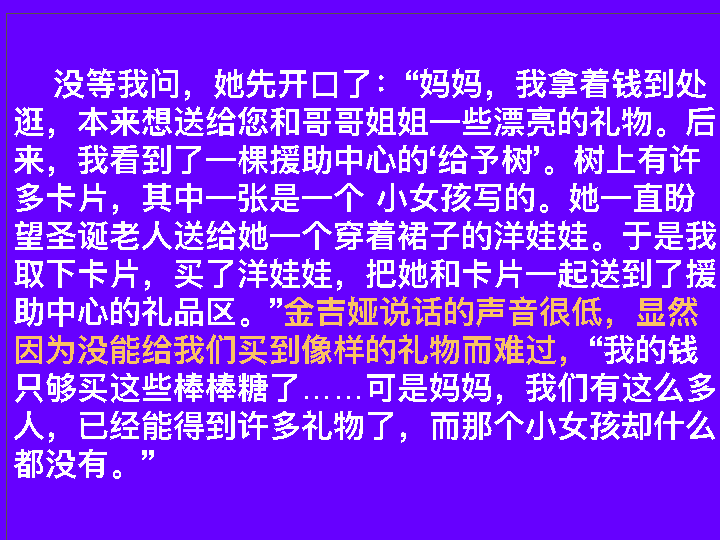 没等我问，她先开口了：“妈妈，我拿着钱到处
逛，本来想送给您和哥哥姐姐一些漂亮的礼物。后
来，我看到了一棵援助中心的‘给予树’。树上有许
多卡片，其中一张是一个 小女孩写的。她一直盼
望圣诞老人送给她一个穿着裙子的洋娃娃。于是我
取下卡片，买了洋娃娃，把她和卡片一起送到了援
助中心的礼品区。”金吉娅说话的声音很低，显然
因为没能给我们买到像样的礼物而难过，“我的钱
只够买这些棒棒糖了……可是妈妈，我们有这么多
人，已经能得到许多礼物了，而那个小女孩却什么
都没有。”